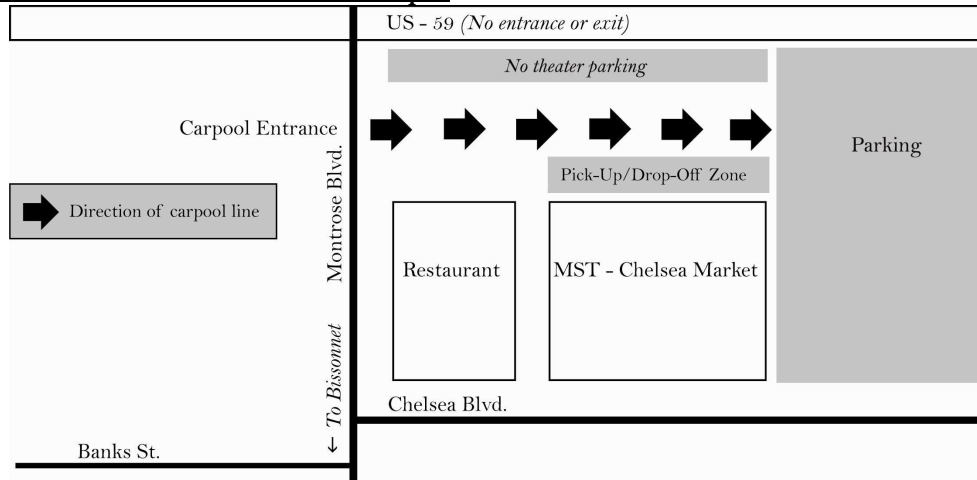 US - 59 (No entrance or exit)
No theater parking
Carpool Entrance
Parking
Pick-Up/Drop-Off Zone
Direction of carpool line
Montrose Blvd.
Restaurant
MST - Chelsea Market
← To Bissonnet
Chelsea Blvd.
Banks St.